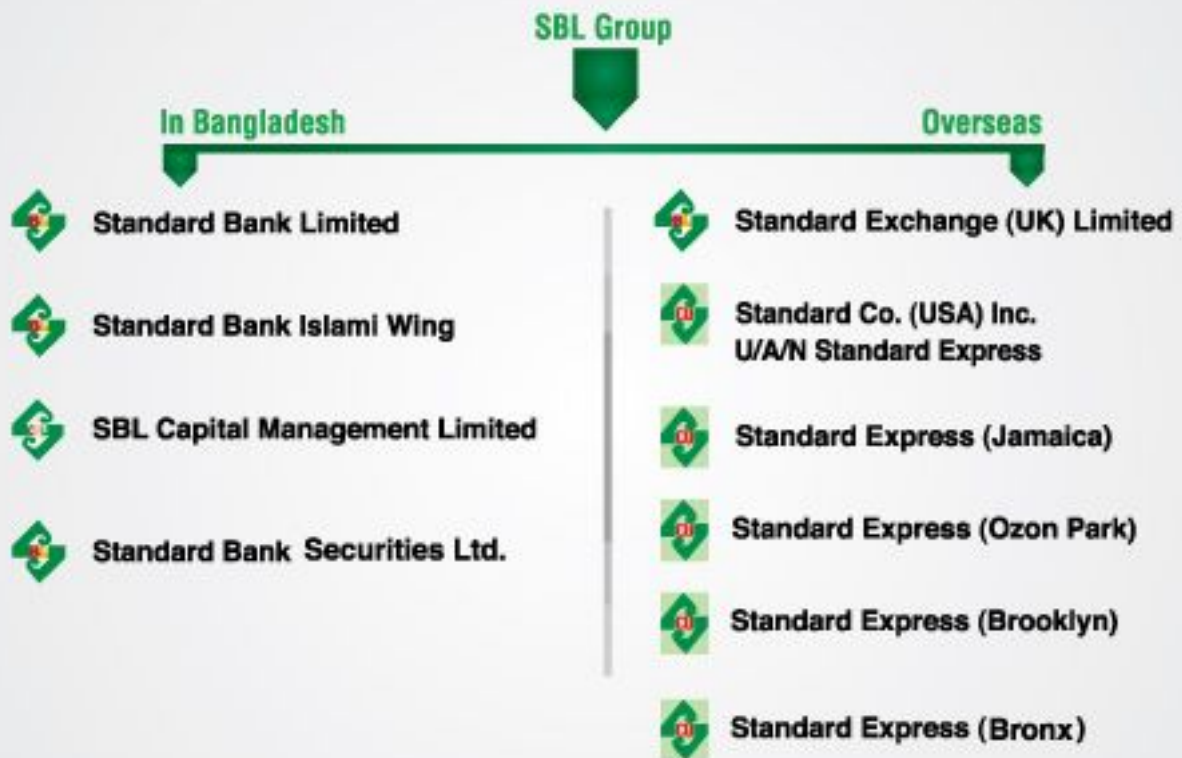 SBL Group
In Bangladesh
Overseas
Standard Bank Limited
Standard Bank Islami Wing
SBL Capital Management Limited
Standard Bank Securities Ltd.
Standard Exchange (UK) Limited
Standard Co. (USA) Inc.
U/A/N Standard Express
Standard Express (Jamaica)
Standard Express (Ozon Park)
Standard Express (Brooklyn)
Standard Express (Bronx)